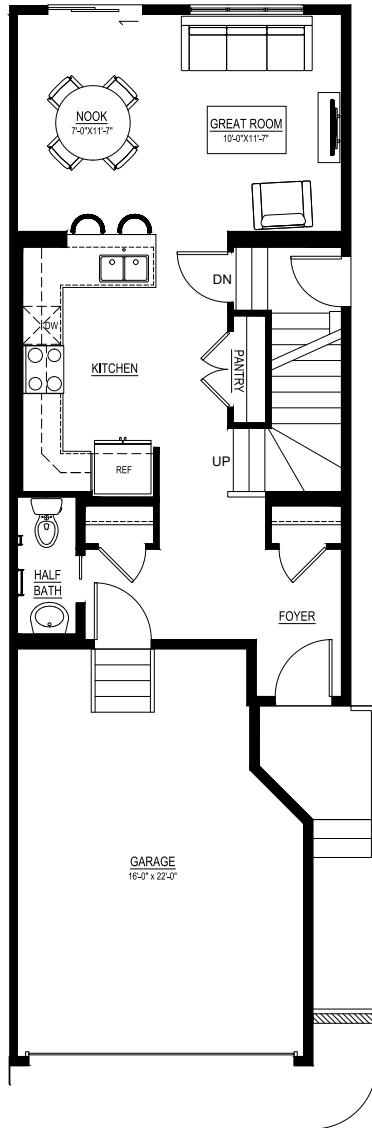 NOOK
7'-0"X11'-7"
GREAT ROOM
10'-0"X11'-7"
DN
DW
KITCHEN
PANTRY
UP
REF
HALF
BATH
FOYER
GARAGE
16'-0" x 22'-0"